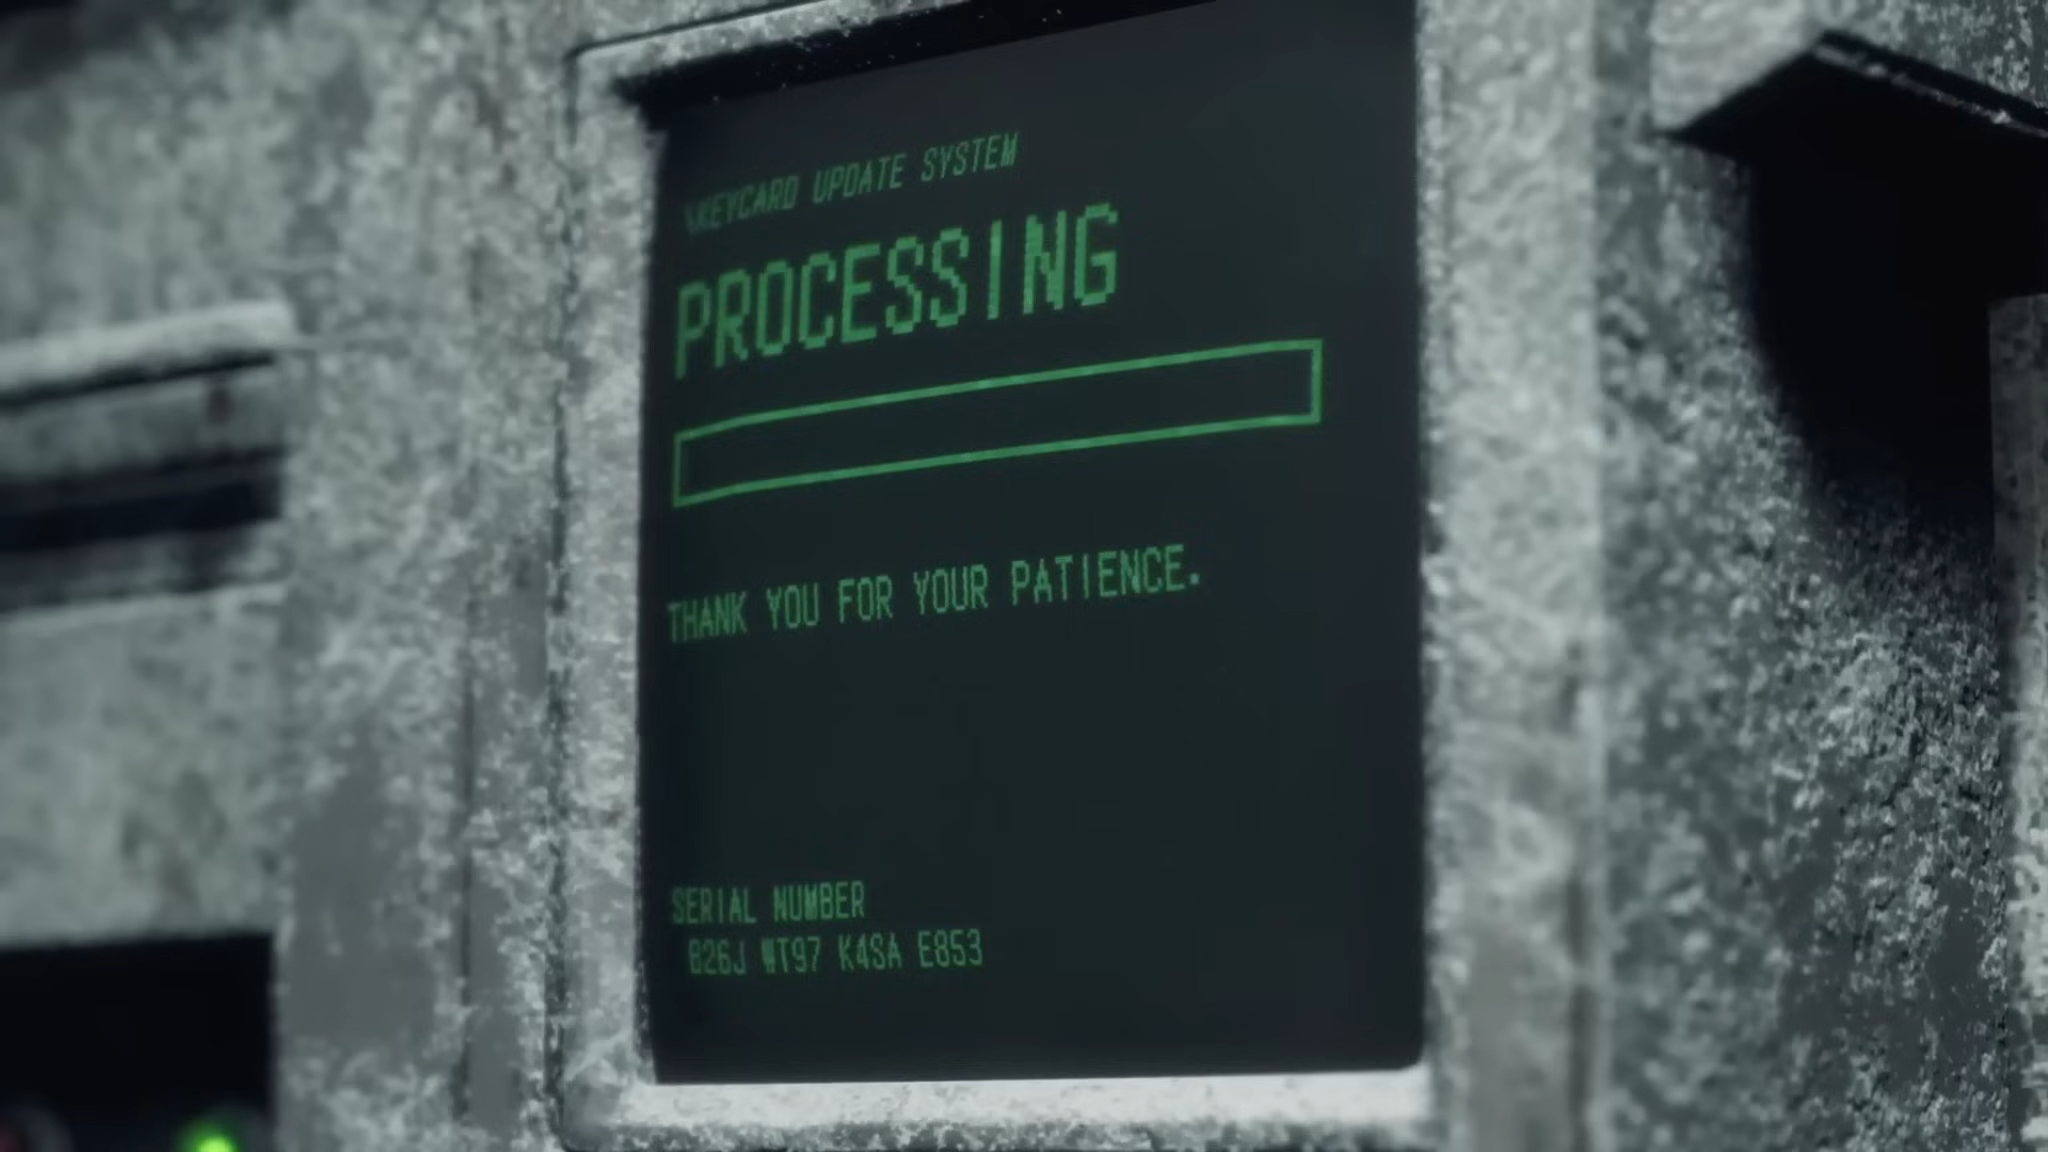 \KEYCARD UPDATE SYSTEM
PROCESSING
THANK YOU FOR YOUR PATIENCE.
SERIAL NUMBER
B26J WT97 K4SA E853